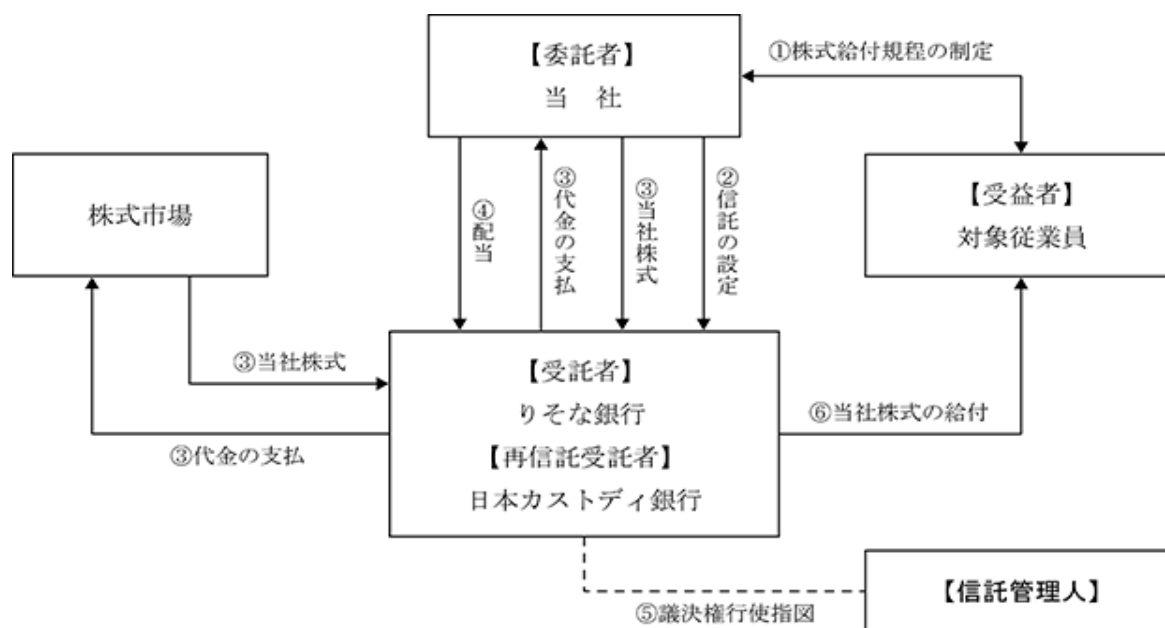 【委託者】
当　社
①株式給付規程の制定
株式市場
④配当
③代金の支払
③当社株式
②信託の設定
【受益者】
対象従業員
③当社株式
③代金の支払
【受託者】
りそな銀行
【再信託受託者】
日本カストディ銀行
⑥当社株式の給付
⑤議決権行使指図
【信託管理人】